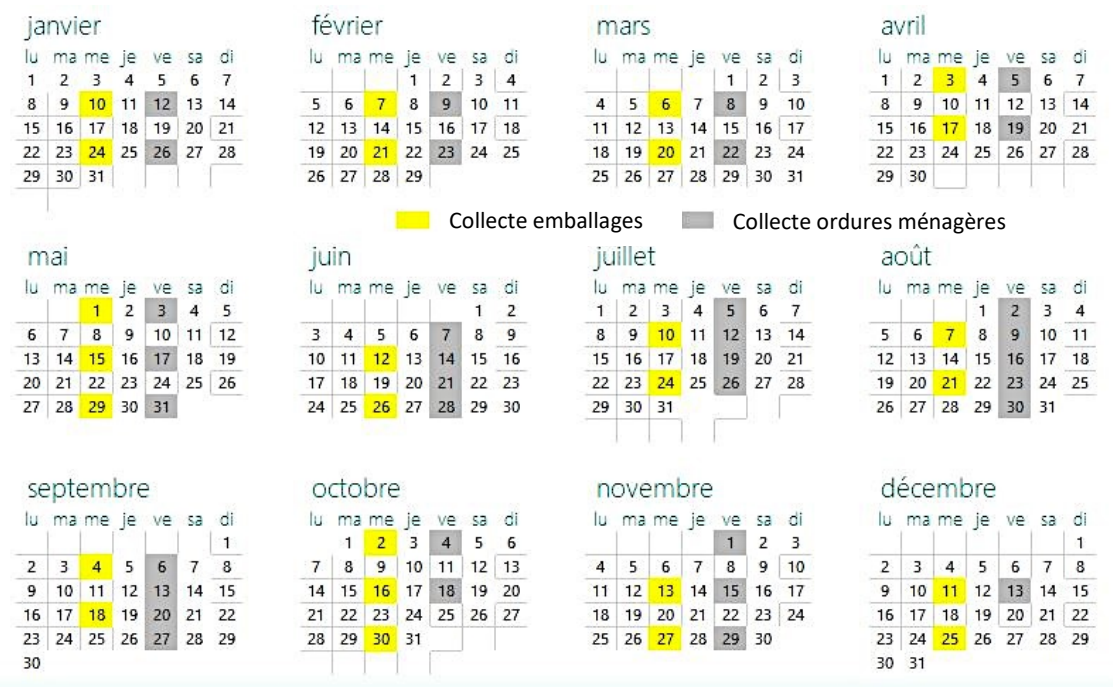 janvier février mars avril
lu ma me je ve sa di lu ma me je ve sa di lu ma me je ve sa di lu ma me je ve sa di
1 2 3 4 5 6 7 1 2 3 4 1 2 3 1 2 3 4 5 6 7
8 9 10 11 12 13 14 5 6 7 8 9 10 11 4 5 6 7 8 9 10 8 9 10 11 12 13 14
15 16 17 18 19 20 21 12 13 14 15 16 17 18 11 12 13 14 15 16 17 15 16 17 18 19 20 21
22 23 24 25 26 27 28 19 20 21 22 23 24 25 18 19 20 21 22 23 24 22 23 24 25 26 27 28
29 30 31 26 27 28 29 25 26 27 28 29 30 31 29 30
Collecte emballages Collecte ordures ménagères
mai juin juillet août
lu ma me je ve sa di lu ma me je ve sa di lu ma me je ve sa di lu ma me je ve sa di
1 2 3 4 5 1 2 1 2 3 4 5 6 7 1 2 3 4
6 7 8 9 10 11 12 3 4 5 6 7 8 9 8 9 10 11 12 13 14 5 6 7 8 9 10 11
13 14 15 16 17 18 19 10 11 12 13 14 15 16 15 16 17 18 19 20 21 12 13 14 15 16 17 18
20 21 22 23 24 25 26 17 18 19 20 21 22 23 22 23 24 25 26 27 28 19 20 21 22 23 24 25
27 28 29 30 31 24 25 26 27 28 29 30 29 30 31 26 27 28 29 30 31
septembre octobre novembre décembre
lu ma me je ve sa di lu ma me je ve sa di lu ma me je ve sa di lu ma me je ve sa di
1 1 2 3 4 5 6 1 2 3 1
2 3 4 5 6 7 8 7 8 9 10 11 12 13 4 5 6 7 8 9 10 2 3 4 5 6 7 8
9 10 11 12 13 14 15 14 15 16 17 18 19 20 11 12 13 14 15 16 17 9 10 11 12 13 14 15
16 17 18 19 20 21 22 21 22 23 24 25 26 27 18 19 20 21 22 23 24 16 17 18 19 20 21 22
23 24 25 26 27 28 29 28 29 30 31 25 26 27 28 29 30 23 24 25 26 27 28 29
30 30 31